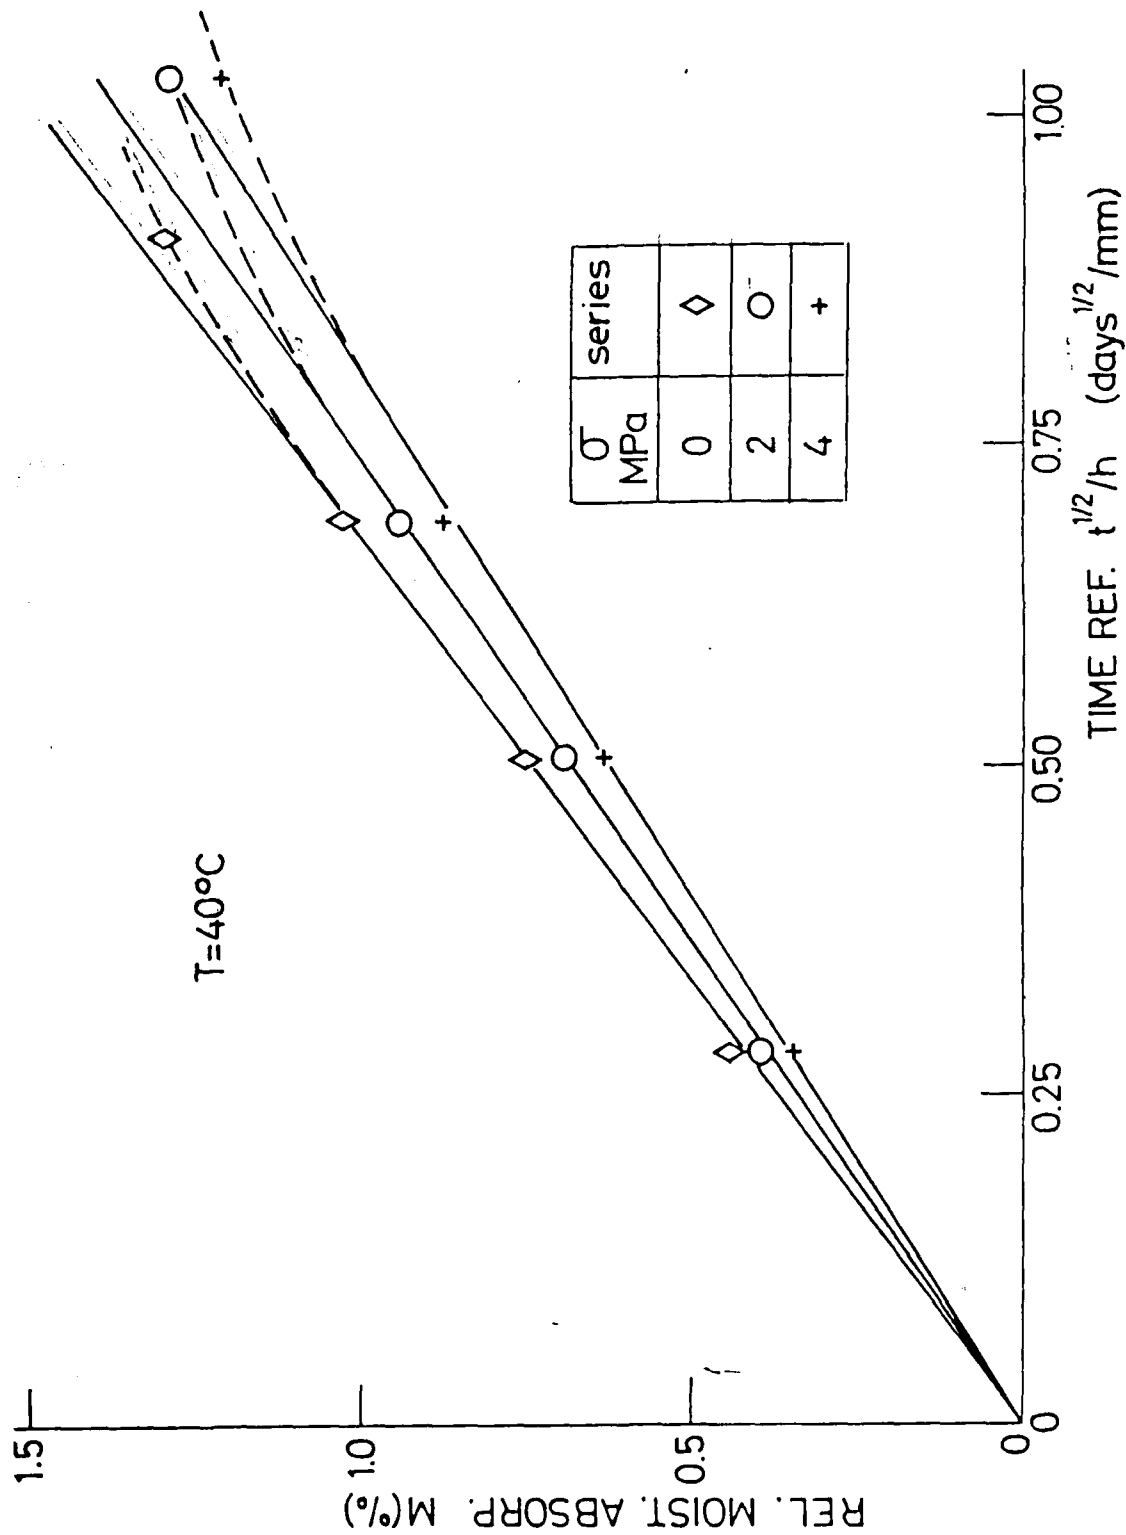 1.5
1.0
0.5
0
REL. MOIST. ABSORP. M(%)
T=40°C
σ MPa series
0 ◇
2 ○
4 +
0 0.25 0.50 0.75 1.00
TIME REF. t^1/2/h (days^1/2/mm)